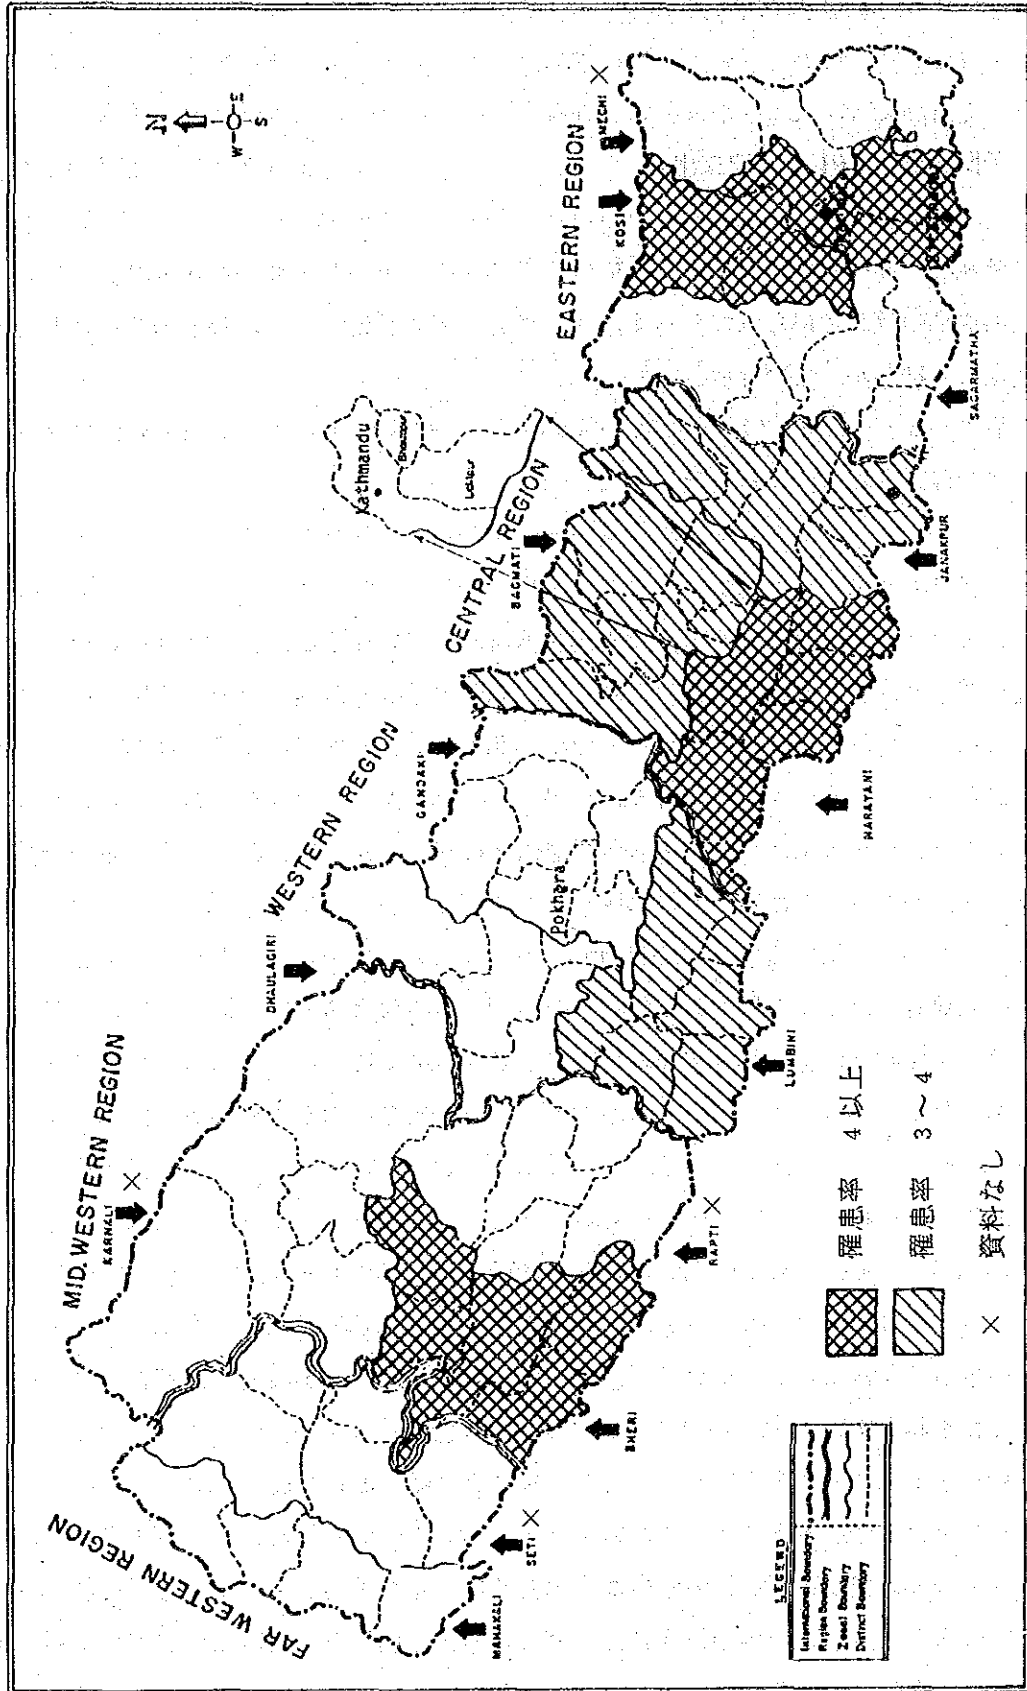 N
W
E
S
FAR WESTERN REGION
MID. WESTERN REGION
WESTERN REGION
CENTRAL REGION
EASTERN REGION
KARNALI ×
DHAULAGIRI
GANDAKI
BAGMATI
KOSI
MECHI ×
Kathmandu
Lalitpur
Pokhara
MAHAKALI
SETI ×
BHERI
RAPTI ×
LUMBINI
NARAYANI
JANAKPUR
SAGARMATHA
LEGEND
International Boundary
Region Boundary
Zonal Boundary
District Boundary
罹患率 4以上
罹患率 3～4
× 資料なし